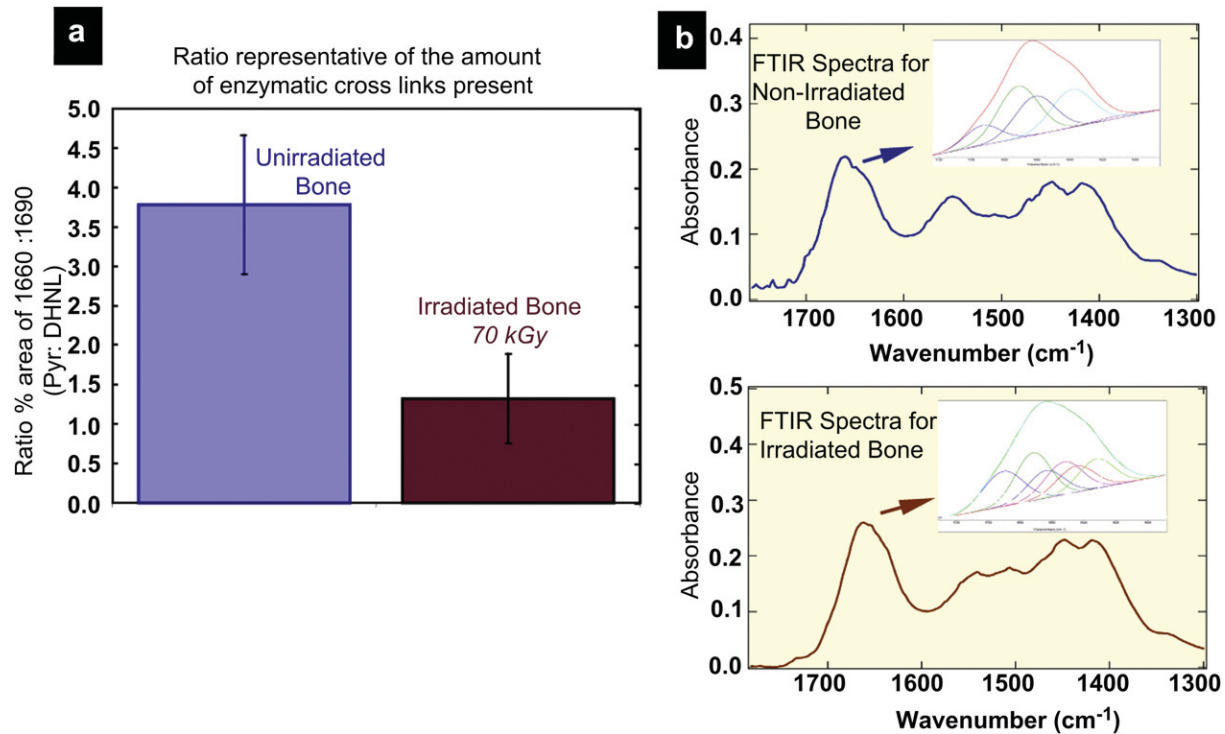 a
Ratio representative of the amount
of enzymatic cross links present
Ratio % area of 1660 :1690
(Pyr: DHNL)
5.0
4.5
4.0
3.5
3.0
2.5
2.0
1.5
1.0
0.5
0.0
Unirradiated
Bone
Irradiated Bone
70 kGy
b
FTIR Spectra for
Non-Irradiated
Bone
Absorbance
0.4
0.3
0.2
0.1
0.0
1700 1600 1500 1400 1300
Wavenumber (cm-1)
FTIR Spectra for
Irradiated Bone
Absorbance
0.5
0.4
0.3
0.2
0.1
0.0
1700 1600 1500 1400 1300
Wavenumber (cm-1)